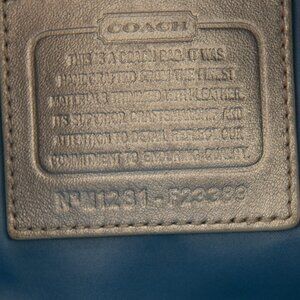 COACH
THIS IS A COACH BAG. IT WAS
HANDCRAFTED FROM THE FINEST
MATERIALS TRIMMED WITH LEATHER.
ITS SUPERIOR CRAFTSMANSHIP AND
ATTENTION TO DETAIL REFLECT OUR
COMMITMENT TO ENDURING QUALITY.